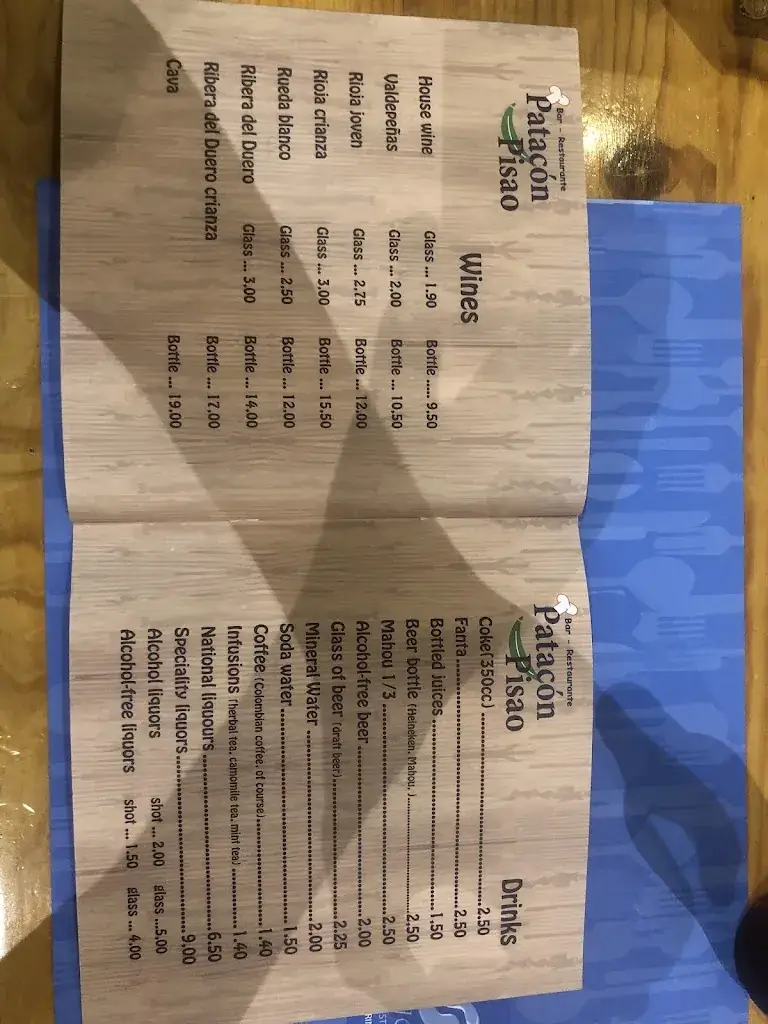 Bar - Restaurante
Patacón
Pisao
Wines
House wine Glass ... 1.90 Bottle ..... 9.50
Valdepeñas Glass ... 2.00 Bottle ... 10.50
Rioja joven Glass ... 2.75 Bottle ... 12.00
Rioja crianza Glass ... 3.00 Bottle ... 15.50
Rueda blanco Glass ... 2.50 Bottle ... 12.00
Ribera del Duero Glass ... 3.00 Bottle ... 14.00
Ribera del Duero crianza Bottle ... 17.00
Cava Bottle ... 19.00
Bar - Restaurante
Patacón
Pisao
Drinks
Coke(350cc) ........ 2.50
Fanta ........ 2.50
Bottled juices ........ 1.50
Beer bottle (Heineken, Mahou, ) ........ 2.50
Mahou 1/3 ........ 2.50
Alcohol-free beer ........ 2.00
Glass of beer (draft beer) ........ 2.25
Mineral Water ........ 2.00
Soda water ........ 1.50
Coffee (Colombian coffee, of course) ........ 1.40
Infusions (herbal tea, camomile tea, mint tea) ........ 1.40
National liquours ........ 6.50
Speciality liquors ........ 9.00
Alcohol liquors shot ... 2.00 glass ...5.00
Alcohol-free liquors shot ... 1.50 glass ... 4.00